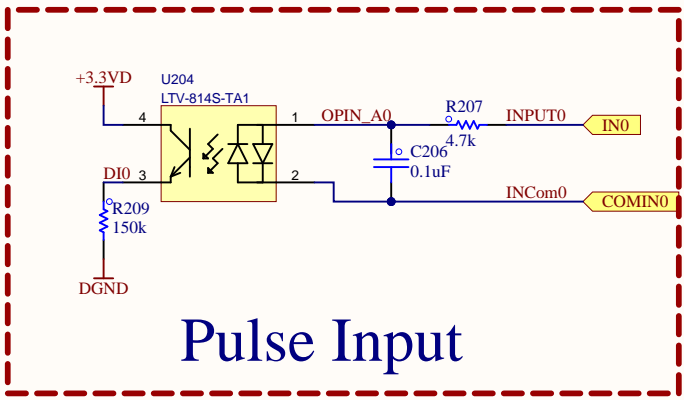 +3.3VD
U204
LTV-814S-TA1
4
1
OPIN_A0
R207
4.7k
INPUT0
IN0
DI0
3
2
C206
0.1uF
INCom0
COMIN0
R209
150k
DGND
Pulse Input